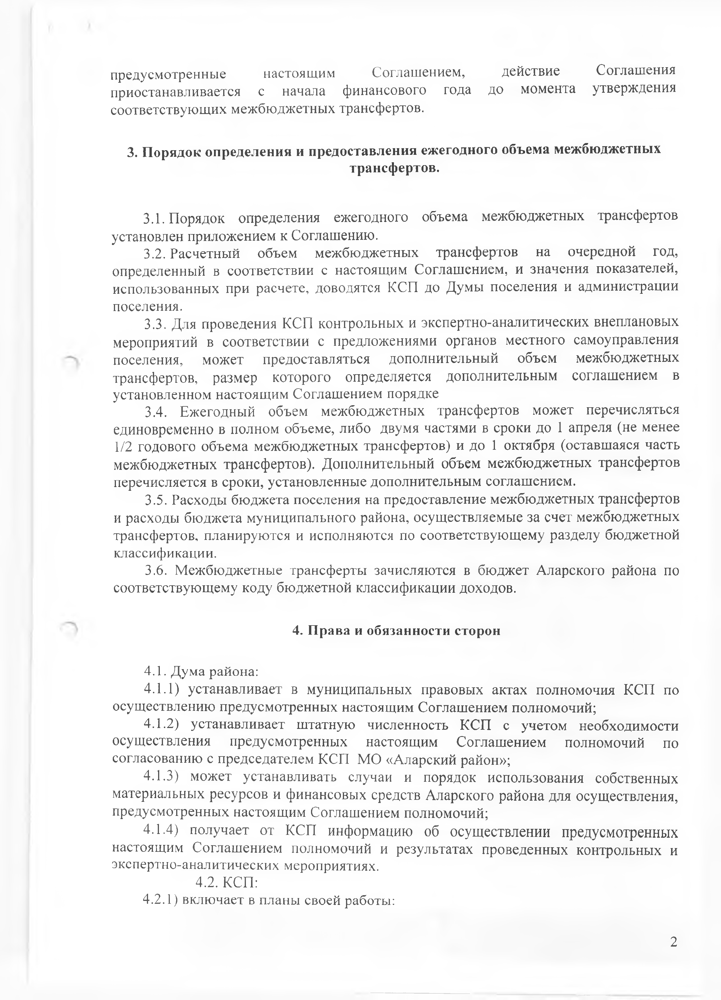 предусмотренные настоящим Соглашением, действие Соглашения
приостанавливается с начала финансового года до момента утверждения
соответствующих межбюджетных трансфертов.
3. Порядок определения и предоставления ежегодного объема межбюджетных
трансфертов.
3.1. Порядок определения ежегодного объема межбюджетных трансфертов
установлен приложением к Соглашению.
3.2. Расчетный объем межбюджетных трансфертов на очередной год,
определенный в соответствии с настоящим Соглашением, и значения показателей,
использованных при расчете, доводятся КСП до Думы поселения и администрации
поселения.
3.3. Для проведения КСП контрольных и экспертно-аналитических внеплановых
мероприятий в соответствии с предложениями органов местного самоуправления
поселения, может предоставляться дополнительный объем межбюджетных
трансфертов, размер которого определяется дополнительным соглашением в
установленном настоящим Соглашением порядке
3.4. Ежегодный объем межбюджетных трансфертов может перечисляться
единовременно в полном объеме, либо двумя частями в сроки до 1 апреля (не менее
1/2 годового объема межбюджетных трансфертов) и до 1 октября (оставшаяся часть
межбюджетных трансфертов). Дополнительный объем межбюджетных трансфертов
перечисляется в сроки, установленные дополнительным соглашением.
3.5. Расходы бюджета поселения на предоставление межбюджетных трансфертов
и расходы бюджета муниципального района, осуществляемые за счет межбюджетных
трансфертов, планируются и исполняются по соответствующему разделу бюджетной
классификации.
3.6. Межбюджетные трансферты зачисляются в бюджет Аларского района по
соответствующему коду бюджетной классификации доходов.
4. Права и обязанности сторон
4.1. Дума района:
4.1.1) устанавливает в муниципальных правовых актах полномочия КСП по
осуществлению предусмотренных настоящим Соглашением полномочий;
4.1.2) устанавливает штатную численность КСП с учетом необходимости
осуществления предусмотренных настоящим Соглашением полномочий по
согласованию с председателем КСП МО «Аларский район»;
4.1.3) может устанавливать случаи и порядок использования собственных
материальных ресурсов и финансовых средств Аларского района для осуществления,
предусмотренных настоящим Соглашением полномочий;
4.1.4) получает от КСП информацию об осуществлении предусмотренных
настоящим Соглашением полномочий и результатах проведенных контрольных и
экспертно-аналитических мероприятиях.
4.2. КСП:
4.2.1) включает в планы своей работы:
2